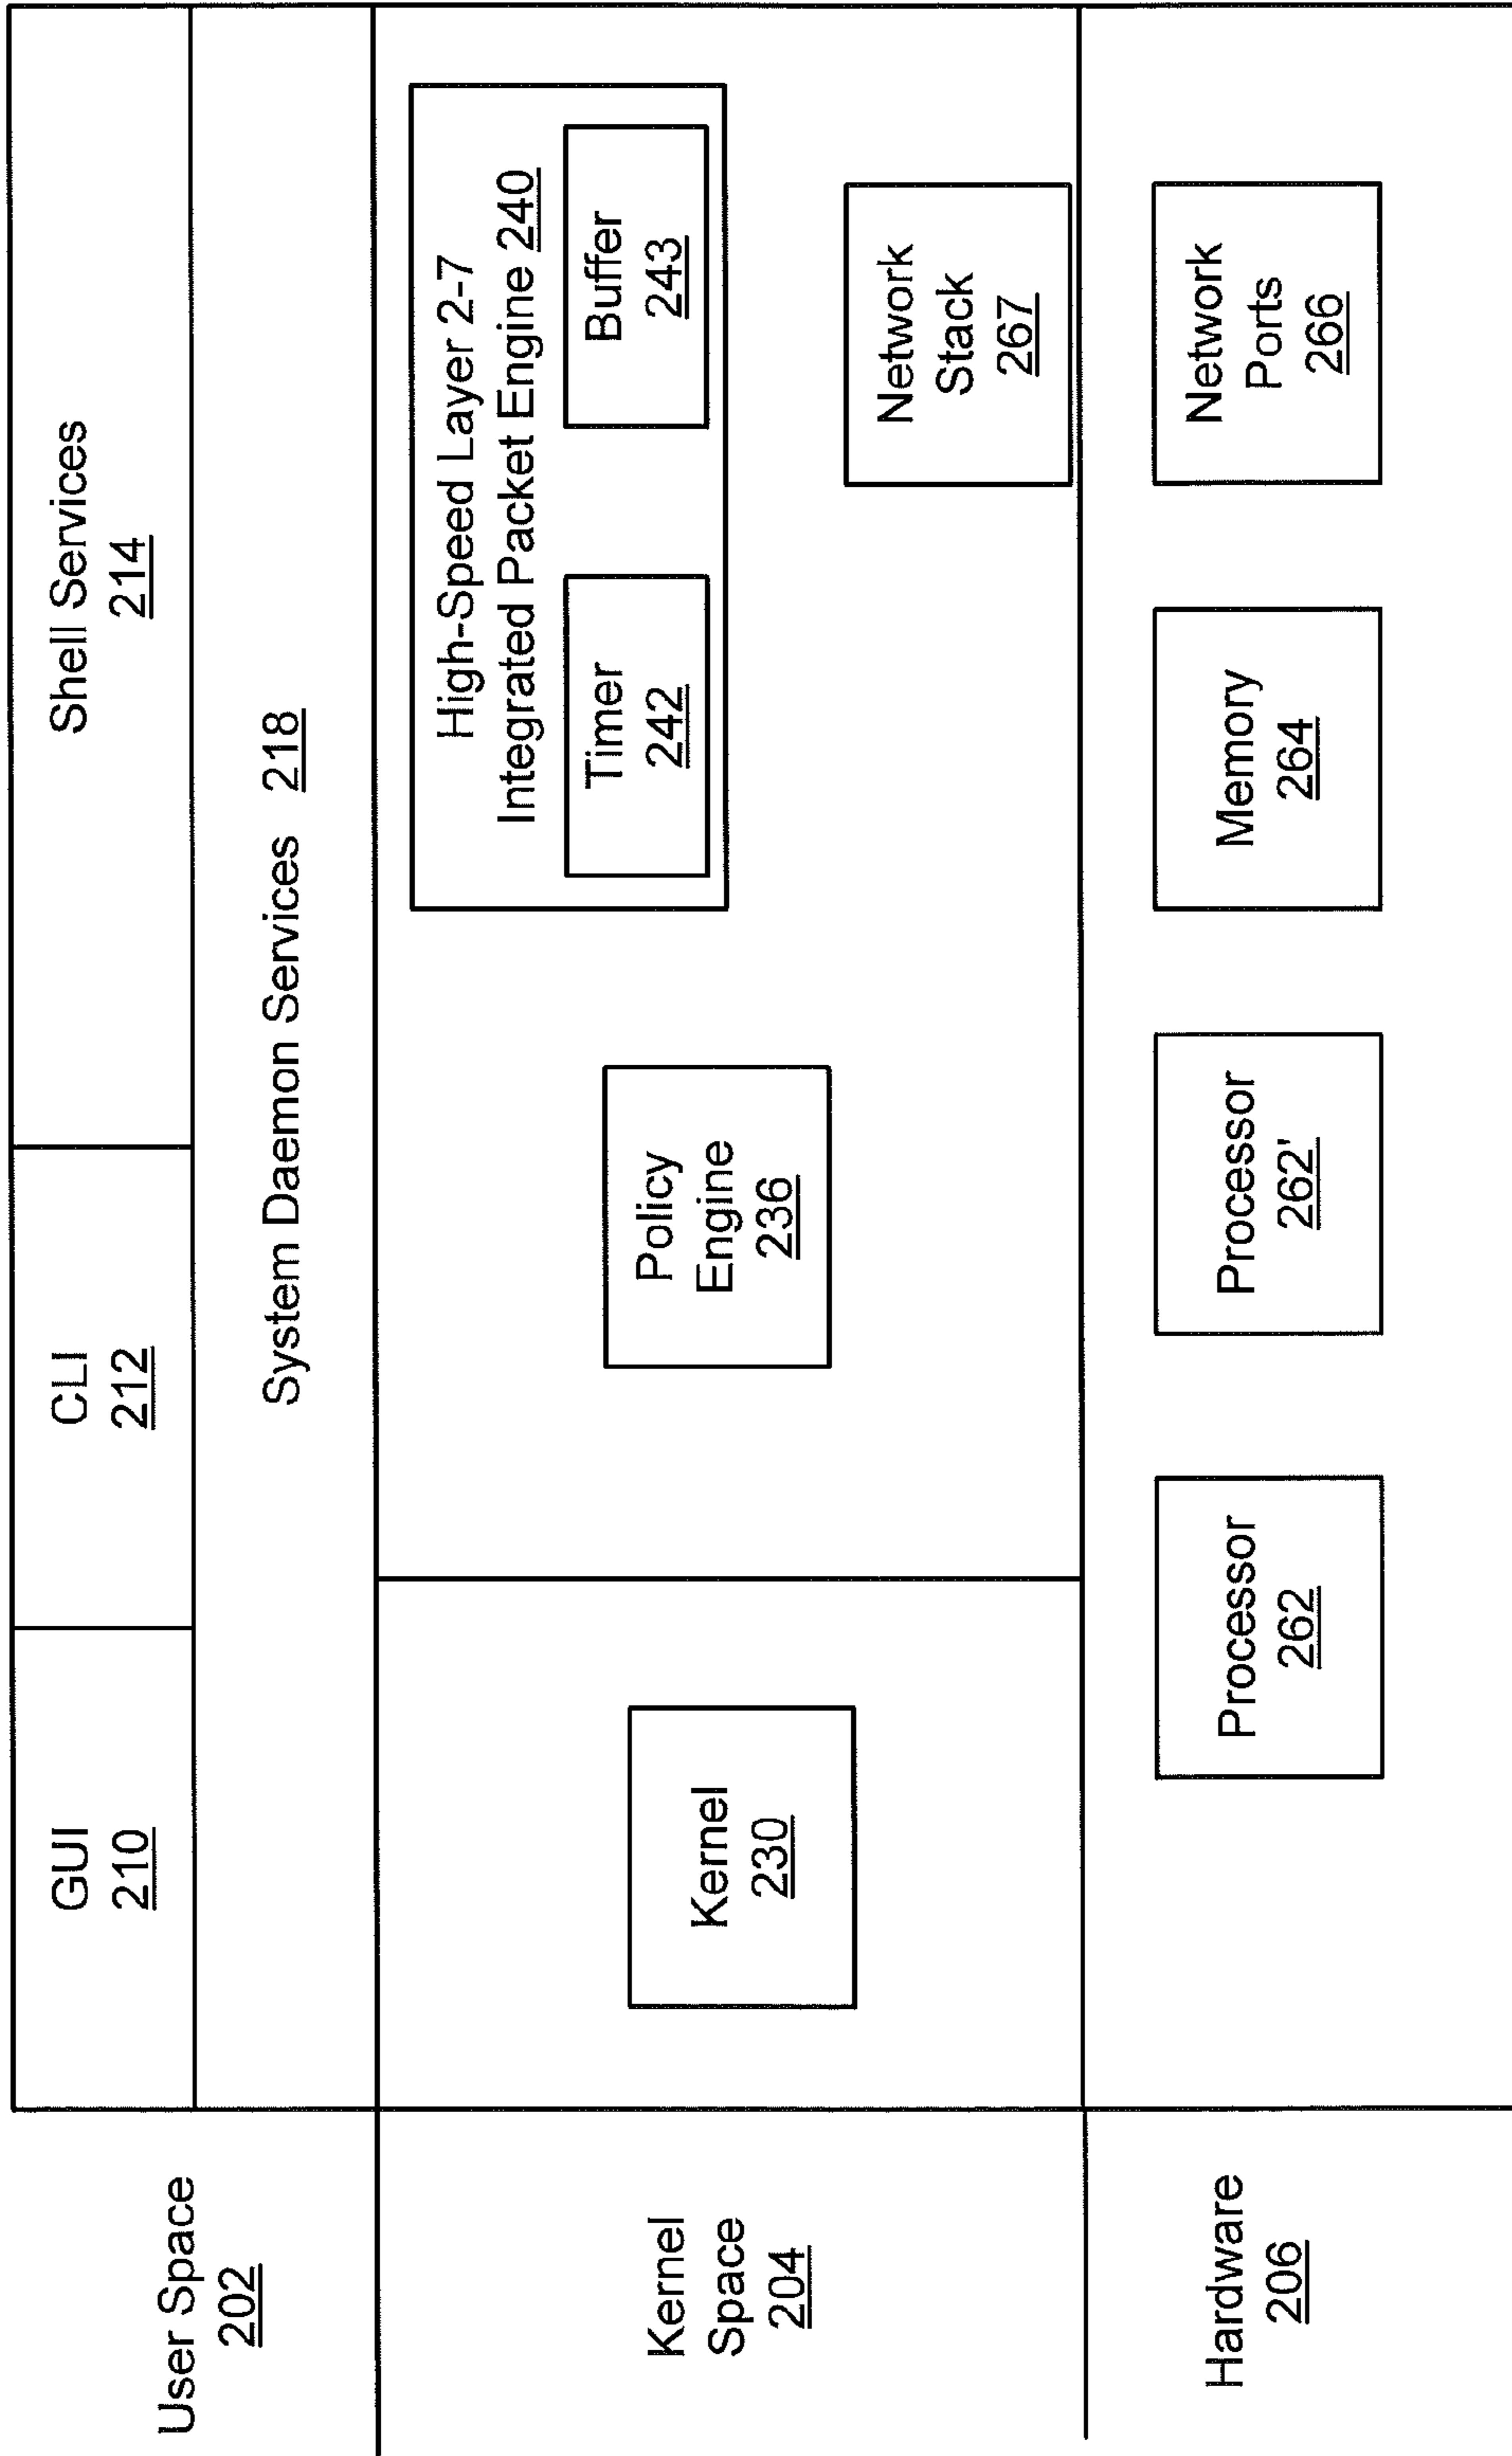 User Space
202
GUI
210
CLI
212
Shell Services
214
System Daemon Services 218
Kernel
Space
204
Kernel
230
Policy
Engine
236
High-Speed Layer 2-7
Integrated Packet Engine 240
Timer
242
Buffer
243
Network
Stack
267
Hardware
206
Processor
262
Processor
262'
Memory
264
Network
Ports
266